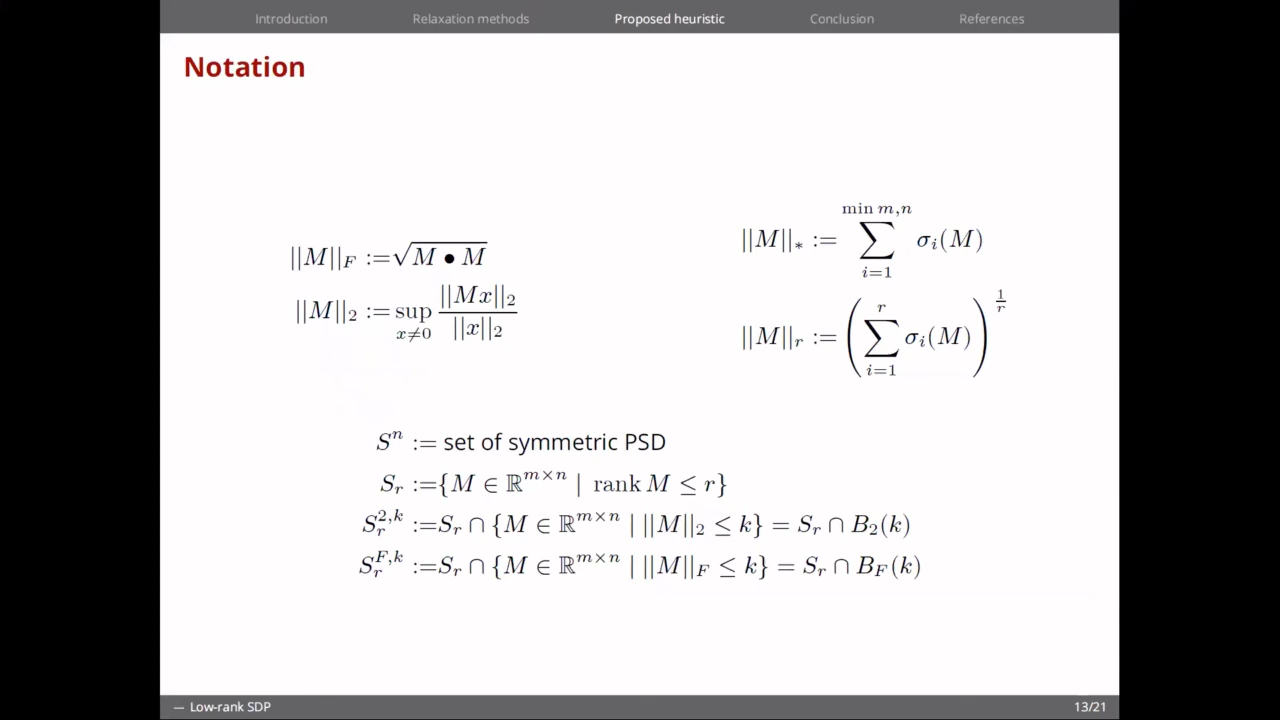 Introduction Relaxation methods Proposed heuristic Conclusion References
Notation
||M||_F := √(M • M)
||M||_2 := sup_{x≠0} ||Mx||_2 / ||x||_2
||M||_* := ∑_{i=1}^{min m,n} σ_i(M)
||M||_r := (∑_{i=1}^{r} σ_i(M))^{1/r}
S^n := set of symmetric PSD
S_r := {M ∈ ℝ^{m×n} | rank M ≤ r}
S_r^{2,k} := S_r ∩ {M ∈ ℝ^{m×n} | ||M||_2 ≤ k} = S_r ∩ B_2(k)
S_r^{F,k} := S_r ∩ {M ∈ ℝ^{m×n} | ||M||_F ≤ k} = S_r ∩ B_F(k)
— Low-rank SDP 13/21